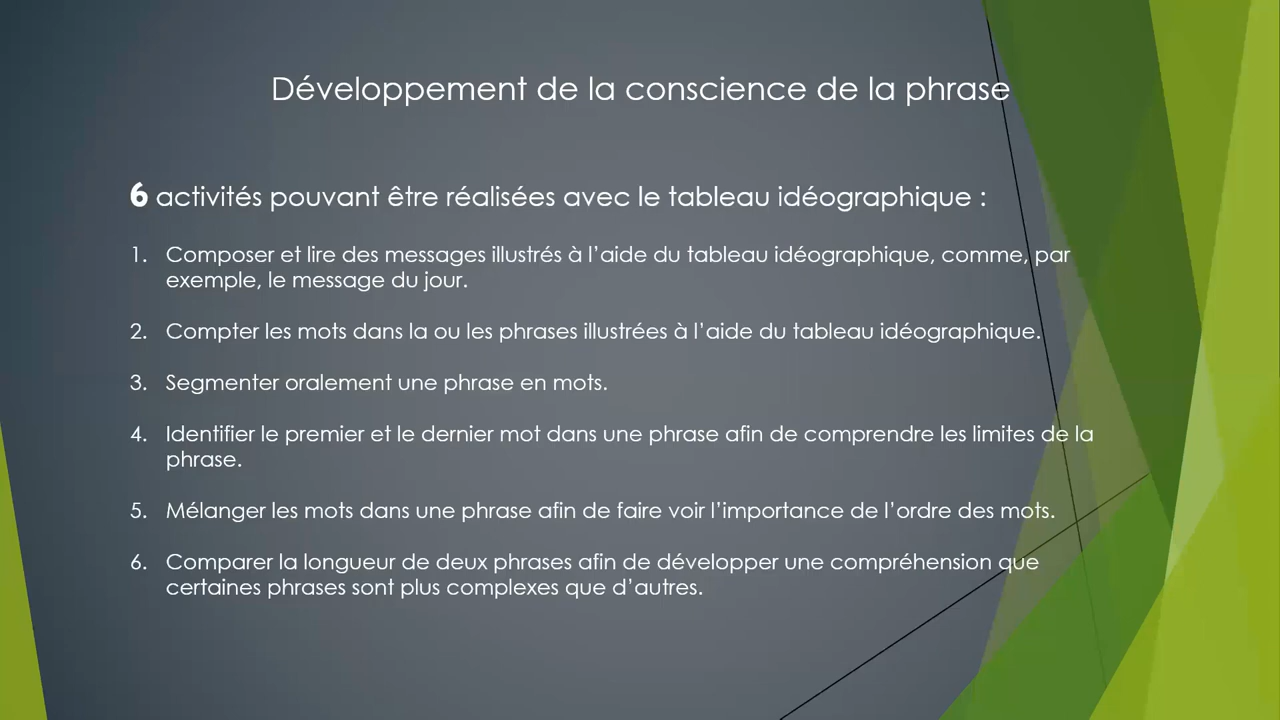 Développement de la conscience de la phrase
6 activités pouvant être réalisées avec le tableau idéographique :
1. Composer et lire des messages illustrés à l’aide du tableau idéographique, comme, par
exemple, le message du jour.
2. Compter les mots dans la ou les phrases illustrées à l’aide du tableau idéographique.
3. Segmenter oralement une phrase en mots.
4. Identifier le premier et le dernier mot dans une phrase afin de comprendre les limites de la
phrase.
5. Mélanger les mots dans une phrase afin de faire voir l’importance de l’ordre des mots.
6. Comparer la longueur de deux phrases afin de développer une compréhension que
certaines phrases sont plus complexes que d’autres.